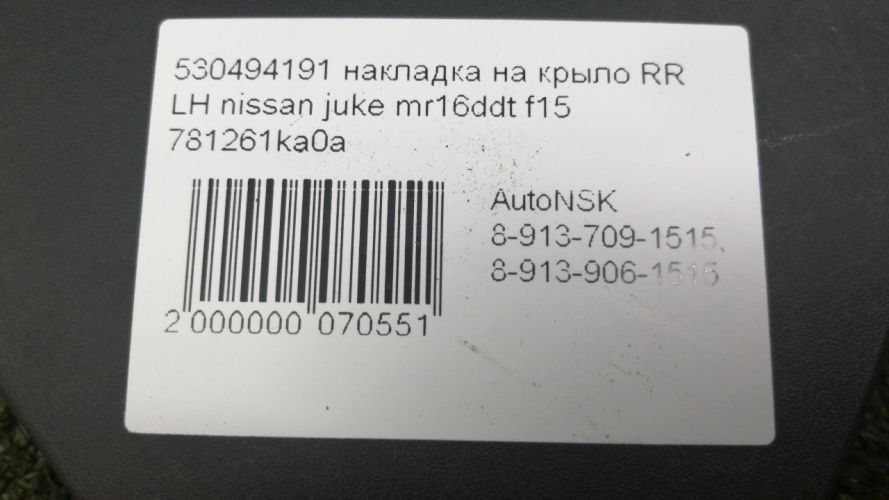 530494191 накладка на крыло RR
LH nissan juke mr16ddt f15
781261ka0a
AutoNSK
8-913-709-1515,
8-913-906-1515
2 000000 070551